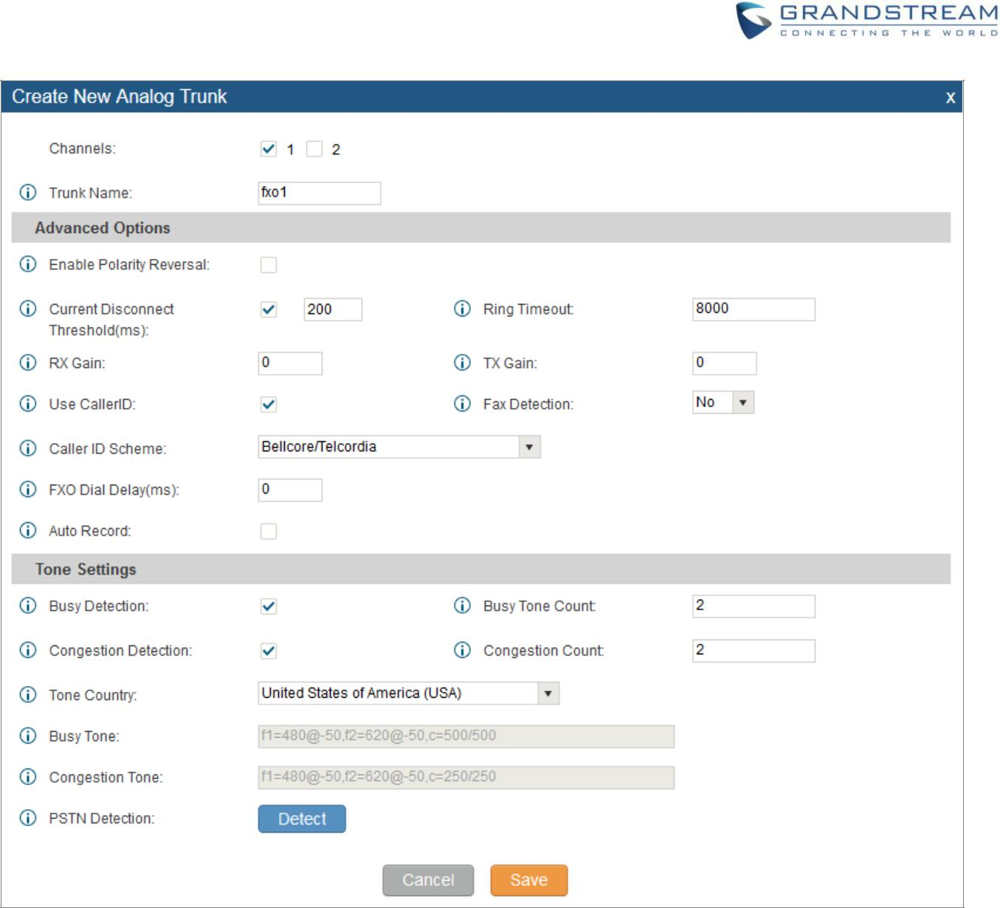 GRANDSTREAM
CONNECTING THE WORLD
Create New Analog Trunk x
Channels: 1 2
Trunk Name: fxo1
Advanced Options
Enable Polarity Reversal:
Current Disconnect Threshold(ms): 200 Ring Timeout: 8000
RX Gain: 0 TX Gain: 0
Use CallerID: Fax Detection: No
Caller ID Scheme: Bellcore/Telcordia
FXO Dial Delay(ms): 0
Auto Record:
Tone Settings
Busy Detection: Busy Tone Count: 2
Congestion Detection: Congestion Count: 2
Tone Country: United States of America (USA)
Busy Tone: f1=480@-50,f2=620@-50,c=500/500
Congestion Tone: f1=480@-50,f2=620@-50,c=250/250
PSTN Detection: Detect
Cancel Save